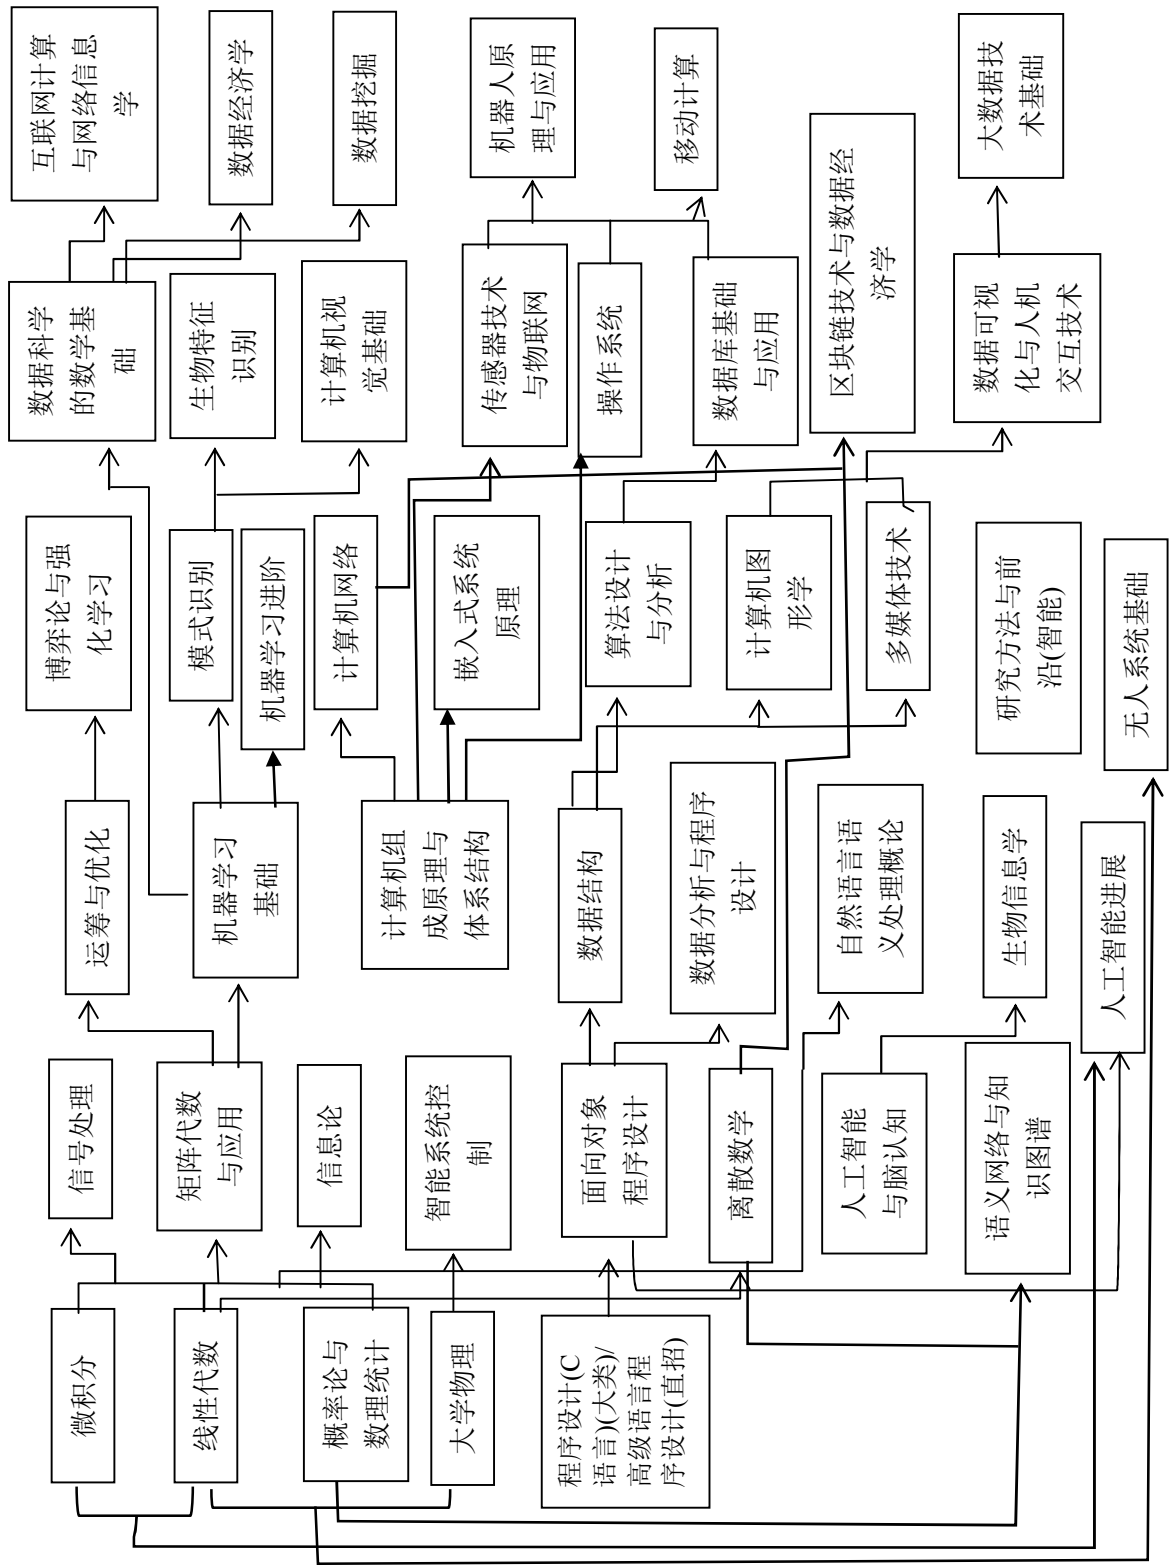 微积分
线性代数
概率论与
数理统计
大学物理
程序设计(C
语言)(大类)/
高级语言程
序设计(直招)
信号处理
矩阵代数
与应用
信息论
智能系统控
制
面向对象
程序设计
离散数学
人工智能
与脑认知
语义网络与知
识图谱
运筹与优化
机器学习
基础
计算机组
成原理与
体系结构
数据结构
数据分析与程序
设计
自然语言语
义处理概论
生物信息学
人工智能进展
博弈论与强
化学习
模式识别
机器学习进阶
计算机网络
嵌入式系统
原理
算法设计
与分析
计算机图
形学
多媒体技术
研究方法与前
沿(智能)
无人系统基础
数据科学
的数学基
础
生物特征
识别
计算机视
觉基础
传感器技术
与物联网
操作系统
数据库基础
与应用
区块链技术与数据经
济学
数据可视
化与人机
交互技术
互联网计算
与网络信息
学
数据经济学
数据挖掘
机器人原
理与应用
移动计算
大数据技
术基础